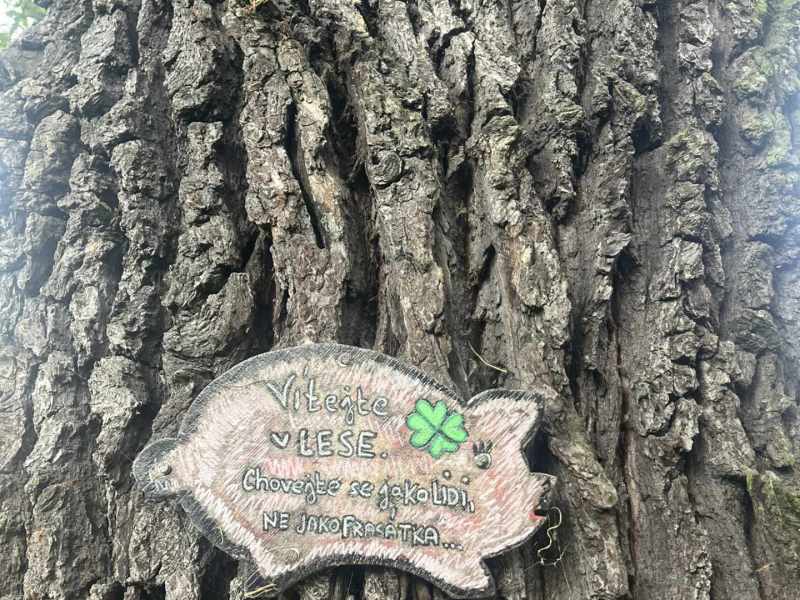 Vítejte
v LESE.
Chovejte se jako LIDI,
NE JAKO PRASÁTKA...